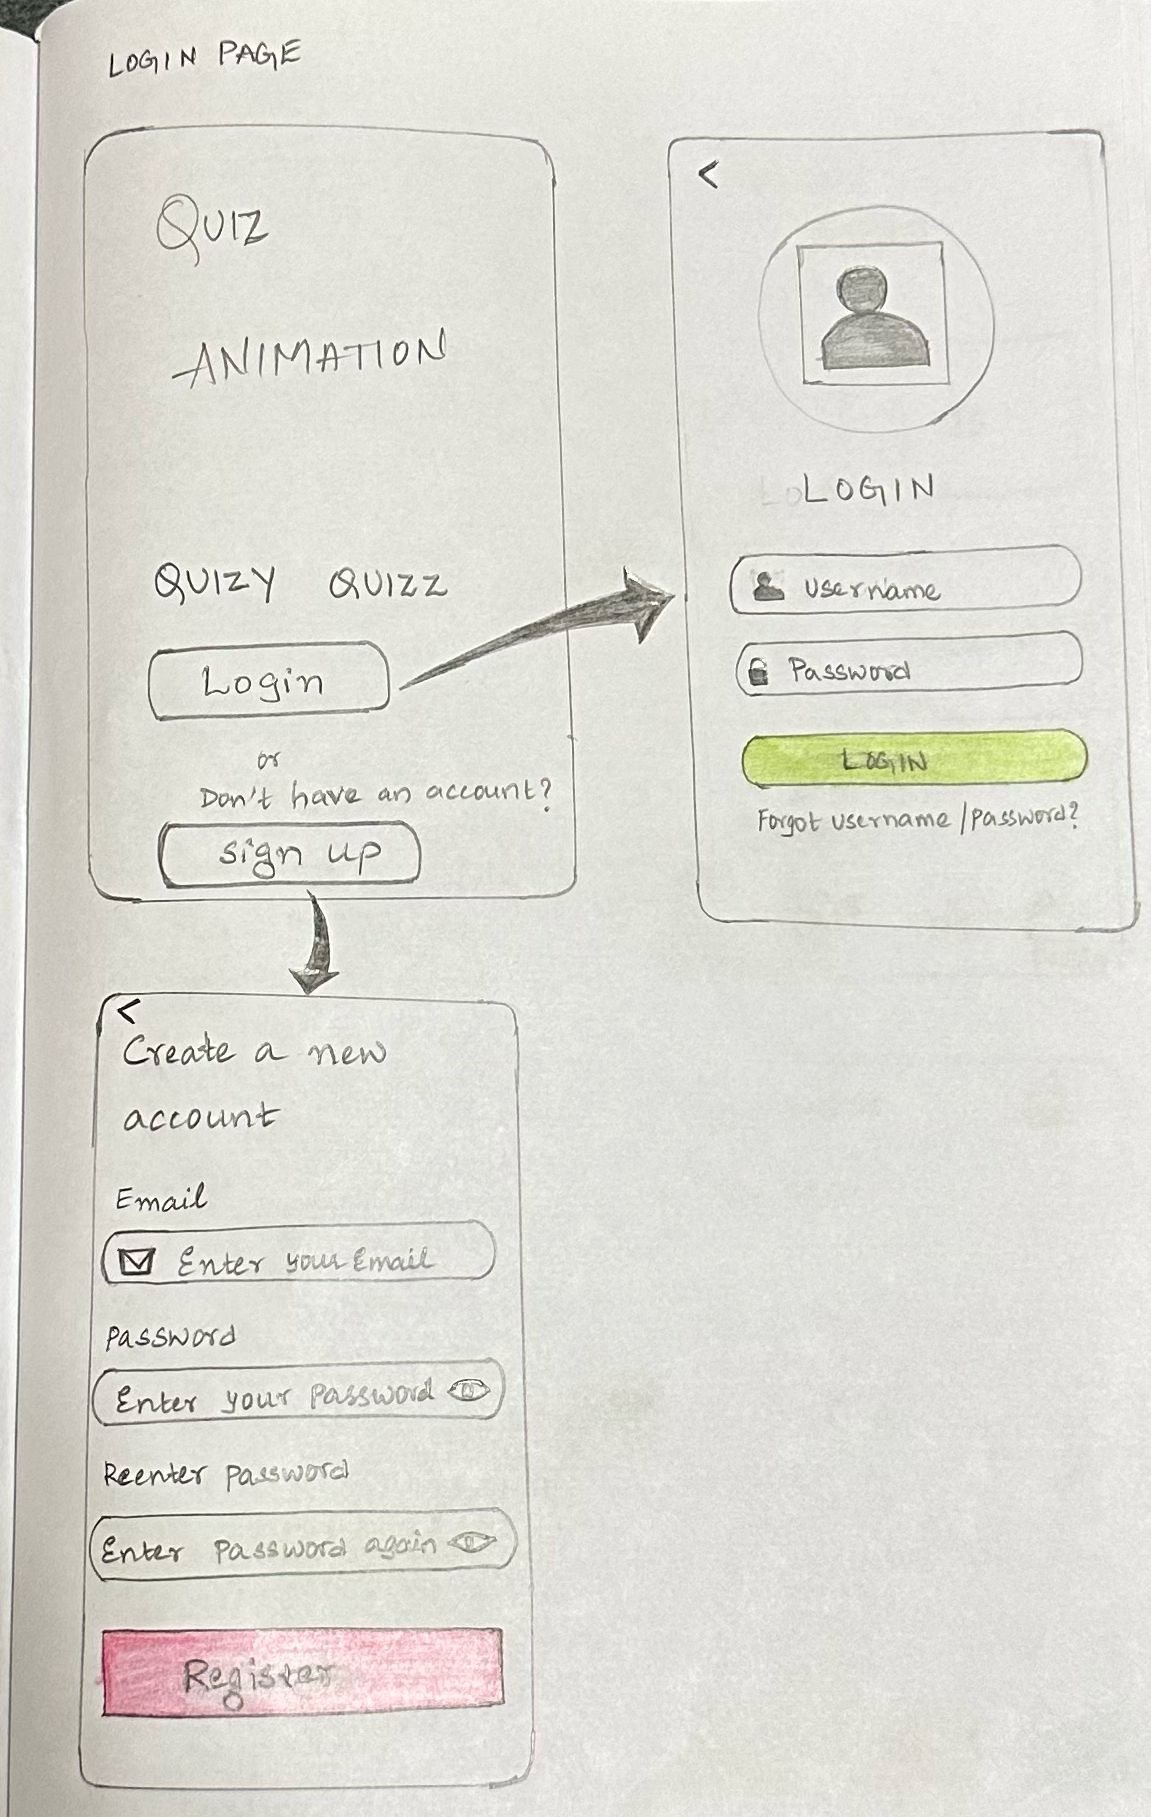 LOGIN PAGE
QUIZ
ANIMATION
QUIZY QUIZZ
Login
or
Don't have an account?
sign up
<
LOGIN
Username
Password
LOGIN
Forgot username / Password?
<
Create a new
account
Email
Enter your Email
Password
Enter your Password
Reenter password
Enter password again
Register